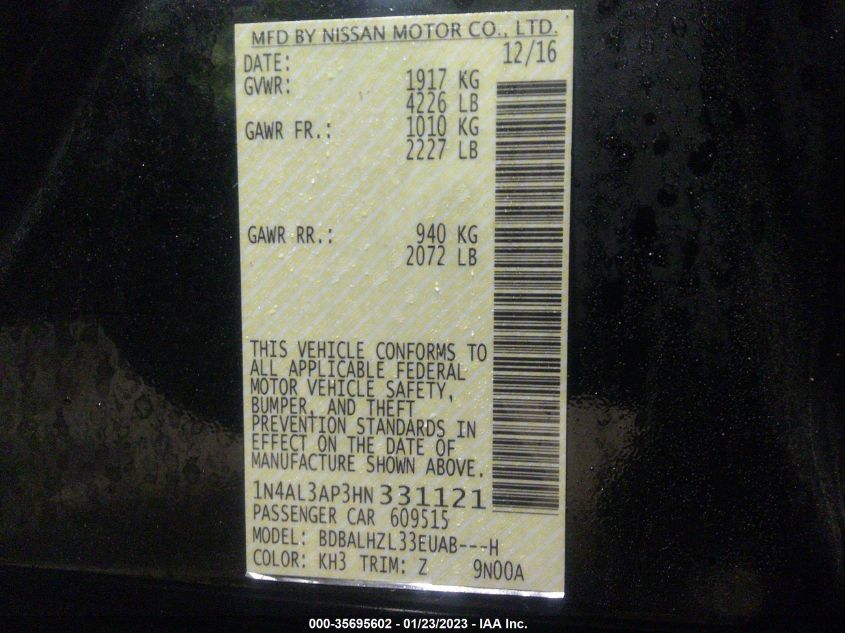 MFD BY NISSAN MOTOR CO., LTD.
DATE: 12/16
GVWR: 1917 KG
4226 LB
GAWR FR.: 1010 KG
2227 LB
GAWR RR.: 940 KG
2072 LB
THIS VEHICLE CONFORMS TO
ALL APPLICABLE FEDERAL
MOTOR VEHICLE SAFETY,
BUMPER, AND THEFT
PREVENTION STANDARDS IN
EFFECT ON THE DATE OF
MANUFACTURE SHOWN ABOVE.
1N4AL3AP3HN331121
PASSENGER CAR 609515
MODEL: BDBALHZL33EUAB---H
COLOR: KH3 TRIM: Z 9N00A
000-35695602 - 01/23/2023 - IAA Inc.